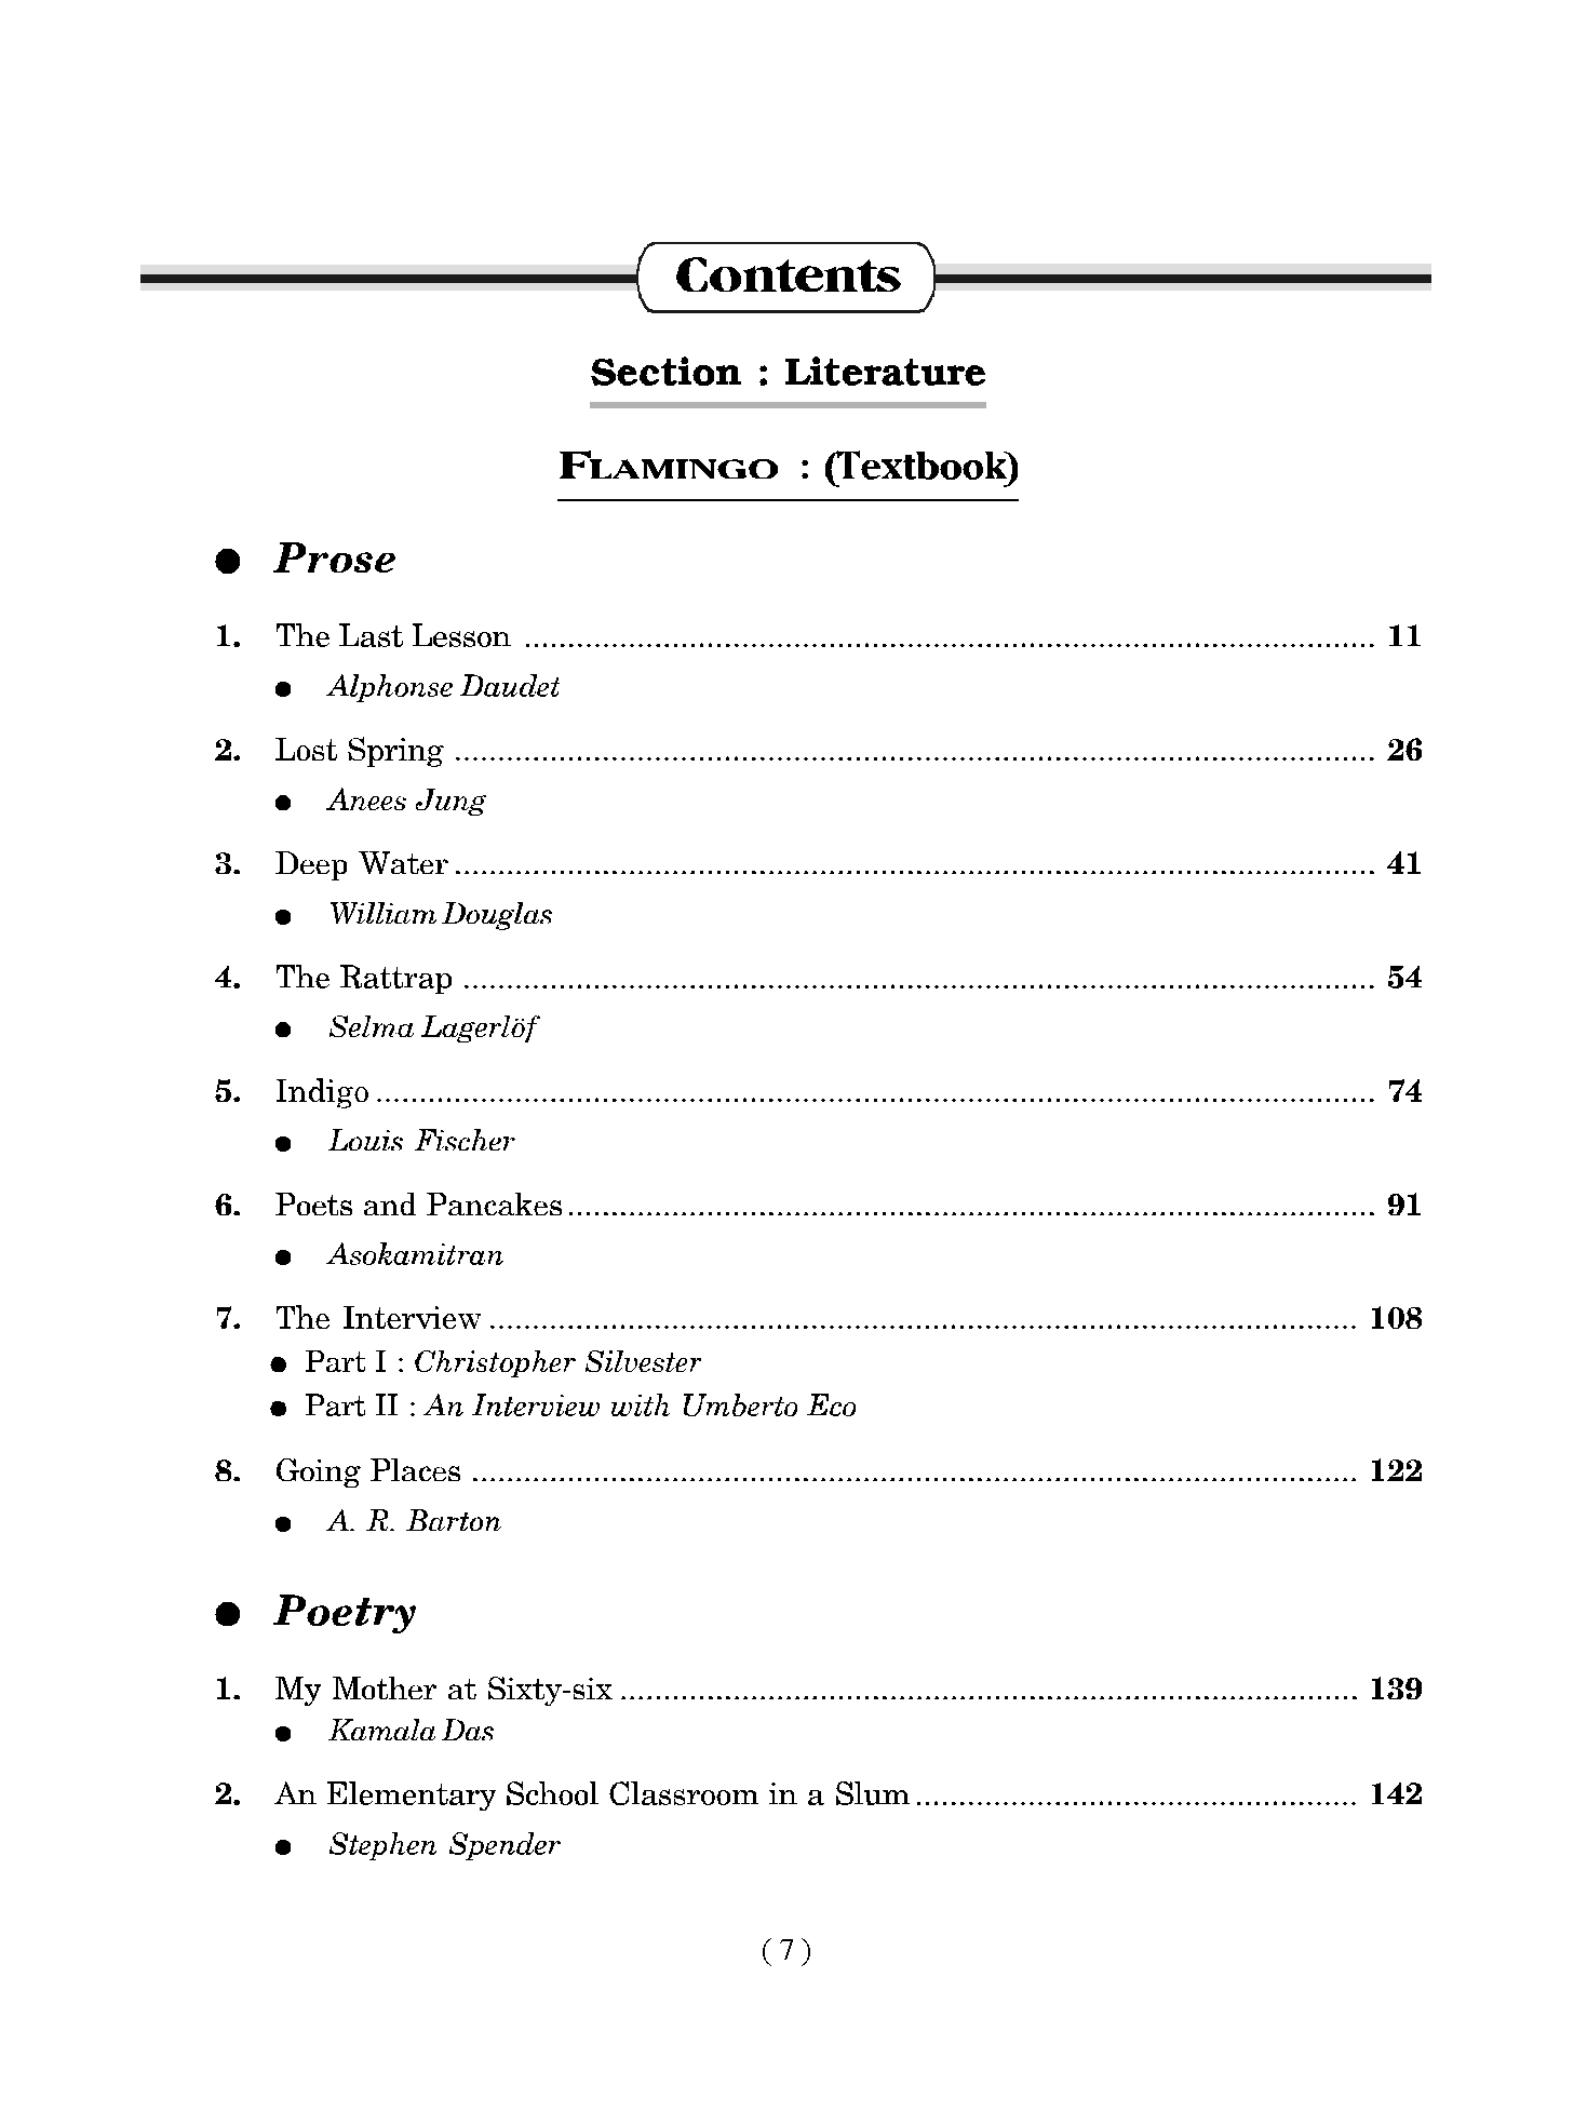 Contents
Section : Literature
FLAMINGO : (Textbook)
● Prose
1. The Last Lesson ........................................ 11
● Alphonse Daudet
2. Lost Spring ........................................ 26
● Anees Jung
3. Deep Water ........................................ 41
● William Douglas
4. The Rattrap ........................................ 54
● Selma Lagerlöf
5. Indigo ........................................ 74
● Louis Fischer
6. Poets and Pancakes ........................................ 91
● Asokamitran
7. The Interview ........................................ 108
● Part I : Christopher Silvester
● Part II : An Interview with Umberto Eco
8. Going Places ........................................ 122
● A. R. Barton
● Poetry
1. My Mother at Sixty-six ........................................ 139
● Kamala Das
2. An Elementary School Classroom in a Slum ........................................ 142
● Stephen Spender
( 7 )